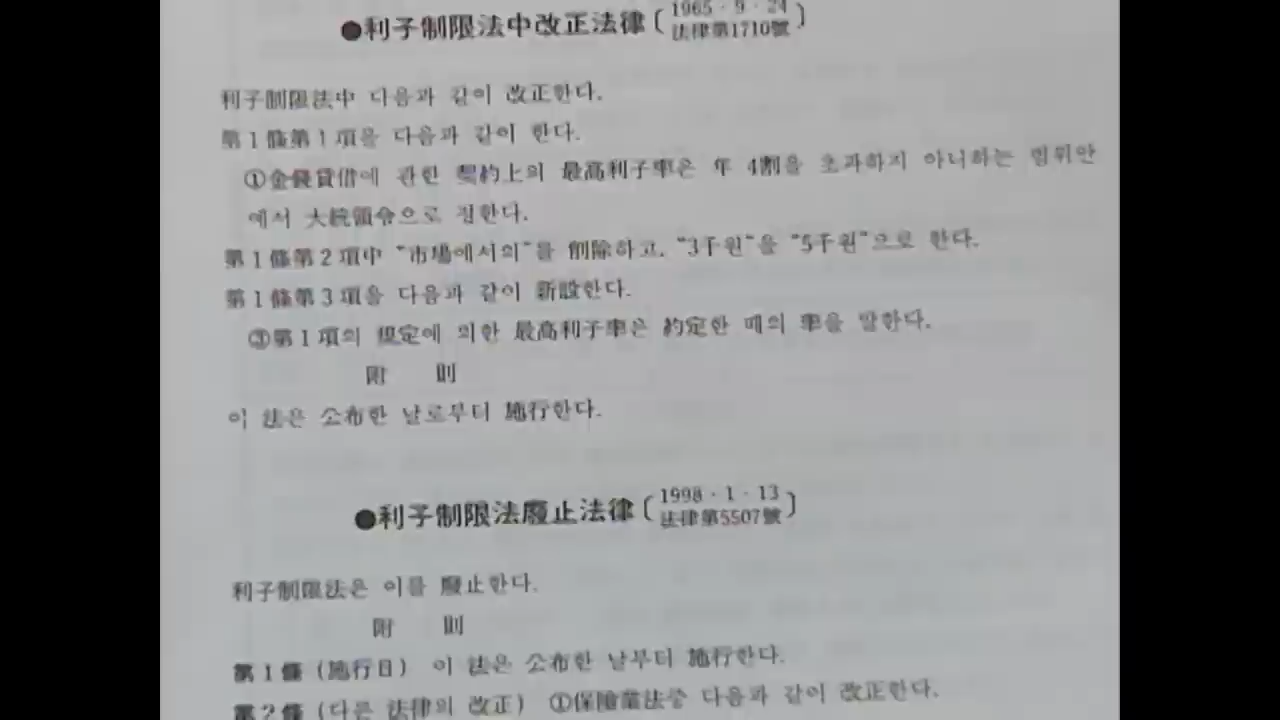 ●利子制限法中改正法律〔1965·9·24 法律第1710號〕
利子制限法中 다음과 같이 改正한다.
第1條第1項을 다음과 같이 한다.
①金錢貸借에 관한 契約上의 最高利子率은 年 4割을 초과하지 아니하는 범위안
에서 大統領令으로 정한다.
第1條第2項中 "市場에서의"를 削除하고, "3千원"을 "5千원"으로 한다.
第1條第3項을 다음과 같이 新設한다.
③第1項의 規定에 의한 最高利子率은 約定한 때의 率을 말한다.
附 則
이 法은 公布한 날로부터 施行한다.
●利子制限法廢止法律〔1998·1·13 法律第5507號〕
利子制限法은 이를 廢止한다.
附 則
第1條 (施行日) 이 法은 公布한 날부터 施行한다.
第2條 (다른 法律의 改正) ①保險業法중 다음과 같이 改正한다.